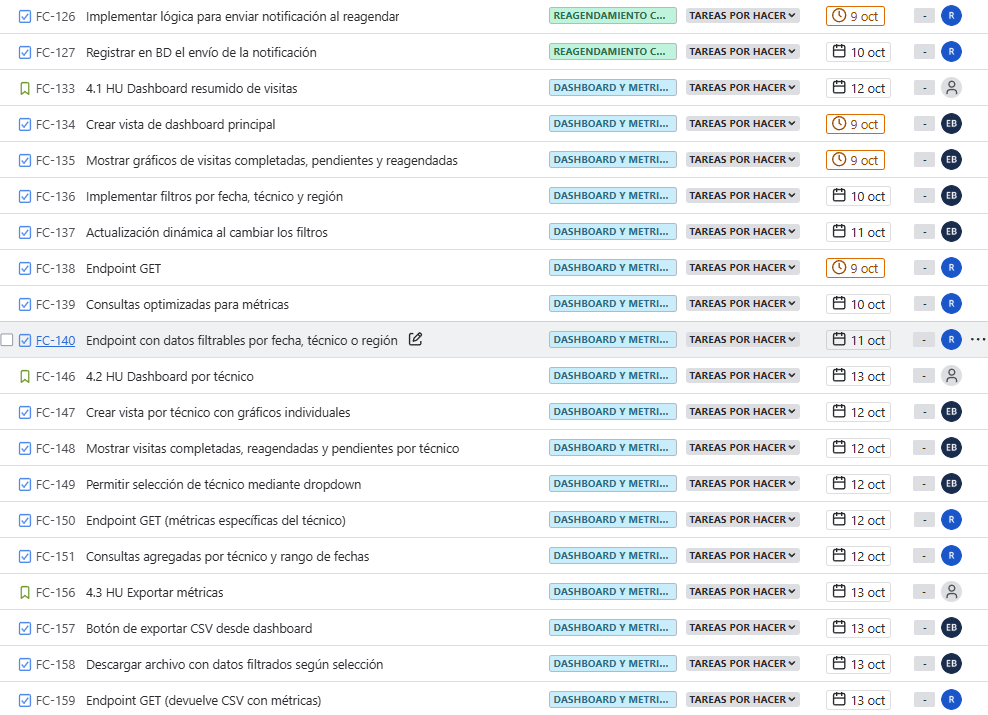 FC-126 Implementar lógica para enviar notificación al reagendar REAGENDAMIENTO C... TAREAS POR HACER 9 oct - R
FC-127 Registrar en BD el envío de la notificación REAGENDAMIENTO C... TAREAS POR HACER 10 oct - R
FC-133 4.1 HU Dashboard resumido de visitas DASHBOARD Y METRI... TAREAS POR HACER 12 oct -
FC-134 Crear vista de dashboard principal DASHBOARD Y METRI... TAREAS POR HACER 9 oct - EB
FC-135 Mostrar gráficos de visitas completadas, pendientes y reagendadas DASHBOARD Y METRI... TAREAS POR HACER 9 oct - EB
FC-136 Implementar filtros por fecha, técnico y región DASHBOARD Y METRI... TAREAS POR HACER 10 oct - EB
FC-137 Actualización dinámica al cambiar los filtros DASHBOARD Y METRI... TAREAS POR HACER 11 oct - EB
FC-138 Endpoint GET DASHBOARD Y METRI... TAREAS POR HACER 9 oct - R
FC-139 Consultas optimizadas para métricas DASHBOARD Y METRI... TAREAS POR HACER 10 oct - R
FC-140 Endpoint con datos filtrables por fecha, técnico o región DASHBOARD Y METRI... TAREAS POR HACER 11 oct - R ...
FC-146 4.2 HU Dashboard por técnico DASHBOARD Y METRI... TAREAS POR HACER 13 oct -
FC-147 Crear vista por técnico con gráficos individuales DASHBOARD Y METRI... TAREAS POR HACER 12 oct - EB
FC-148 Mostrar visitas completadas, reagendadas y pendientes por técnico DASHBOARD Y METRI... TAREAS POR HACER 12 oct - EB
FC-149 Permitir selección de técnico mediante dropdown DASHBOARD Y METRI... TAREAS POR HACER 12 oct - EB
FC-150 Endpoint GET (métricas específicas del técnico) DASHBOARD Y METRI... TAREAS POR HACER 12 oct - R
FC-151 Consultas agregadas por técnico y rango de fechas DASHBOARD Y METRI... TAREAS POR HACER 12 oct - R
FC-156 4.3 HU Exportar métricas DASHBOARD Y METRI... TAREAS POR HACER 13 oct -
FC-157 Botón de exportar CSV desde dashboard DASHBOARD Y METRI... TAREAS POR HACER 13 oct - EB
FC-158 Descargar archivo con datos filtrados según selección DASHBOARD Y METRI... TAREAS POR HACER 13 oct - EB
FC-159 Endpoint GET (devuelve CSV con métricas) DASHBOARD Y METRI... TAREAS POR HACER 13 oct - R